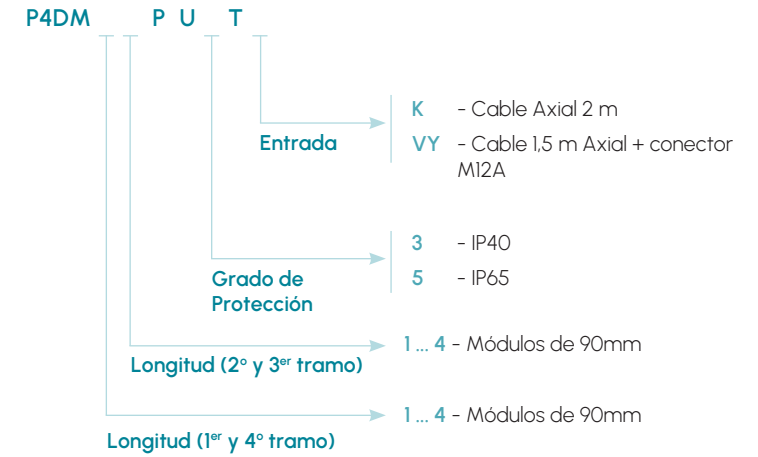 P4DM P U T
K - Cable Axial 2 m
Entrada
VY - Cable 1,5 m Axial + conector
M12A
3 - IP40
Grado de
Protección
5 - IP65
1 ... 4 - Módulos de 90mm
Longitud (2º y 3er tramo)
1 ... 4 - Módulos de 90mm
Longitud (1er y 4º tramo)